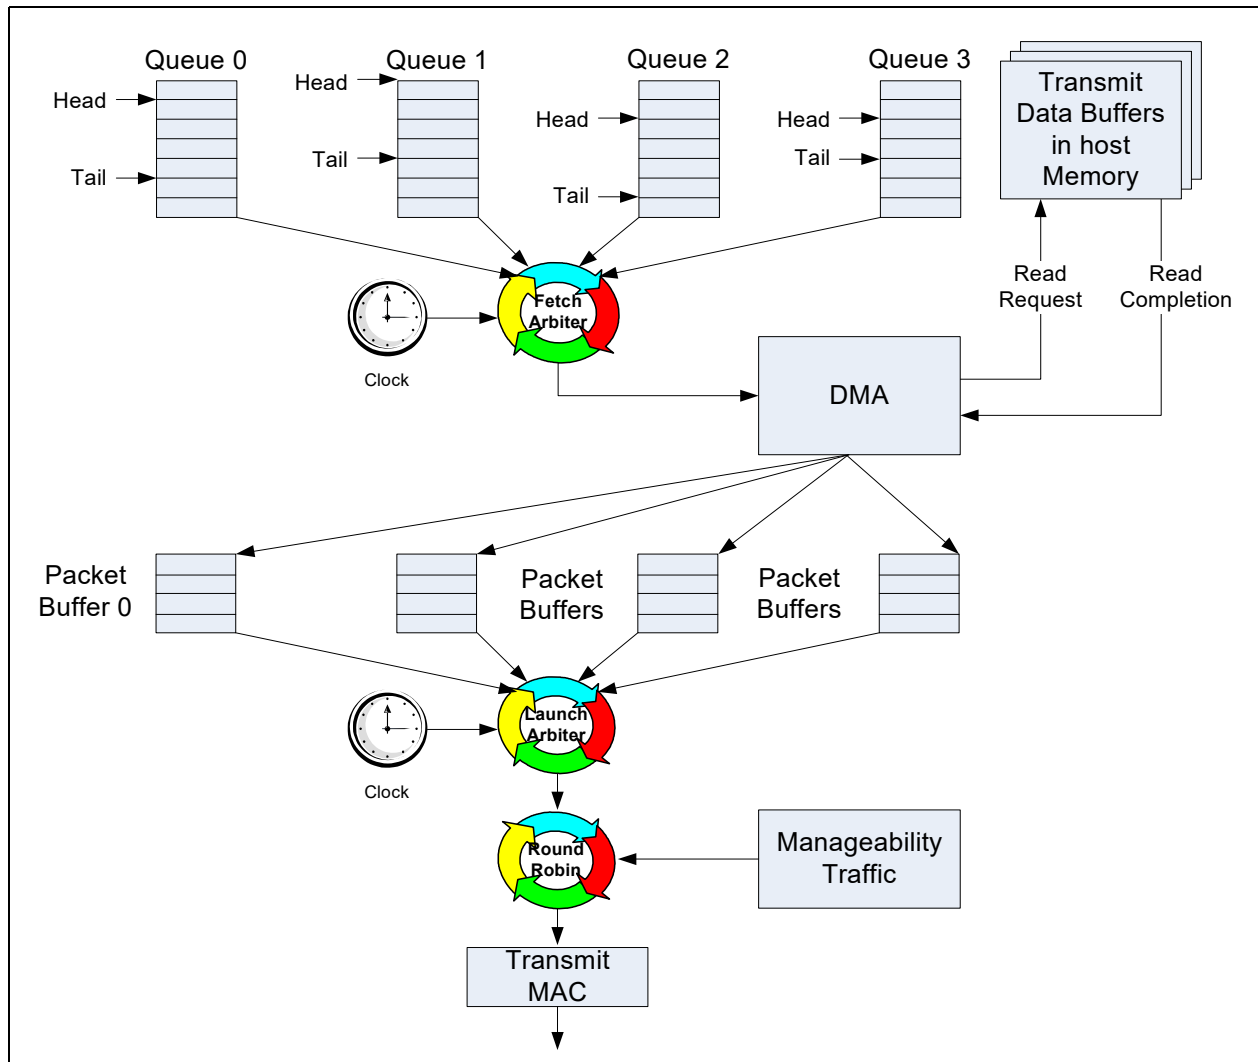 Queue 0
Queue 1
Queue 2
Queue 3
Head
Tail
Head
Tail
Head
Tail
Head
Tail
Transmit
Data Buffers
in host
Memory
Fetch
Arbiter
Clock
Read
Request
Read
Completion
DMA
Packet
Buffer 0
Packet
Buffers
Packet
Buffers
Launch
Arbiter
Clock
Round
Robin
Manageability
Traffic
Transmit
MAC